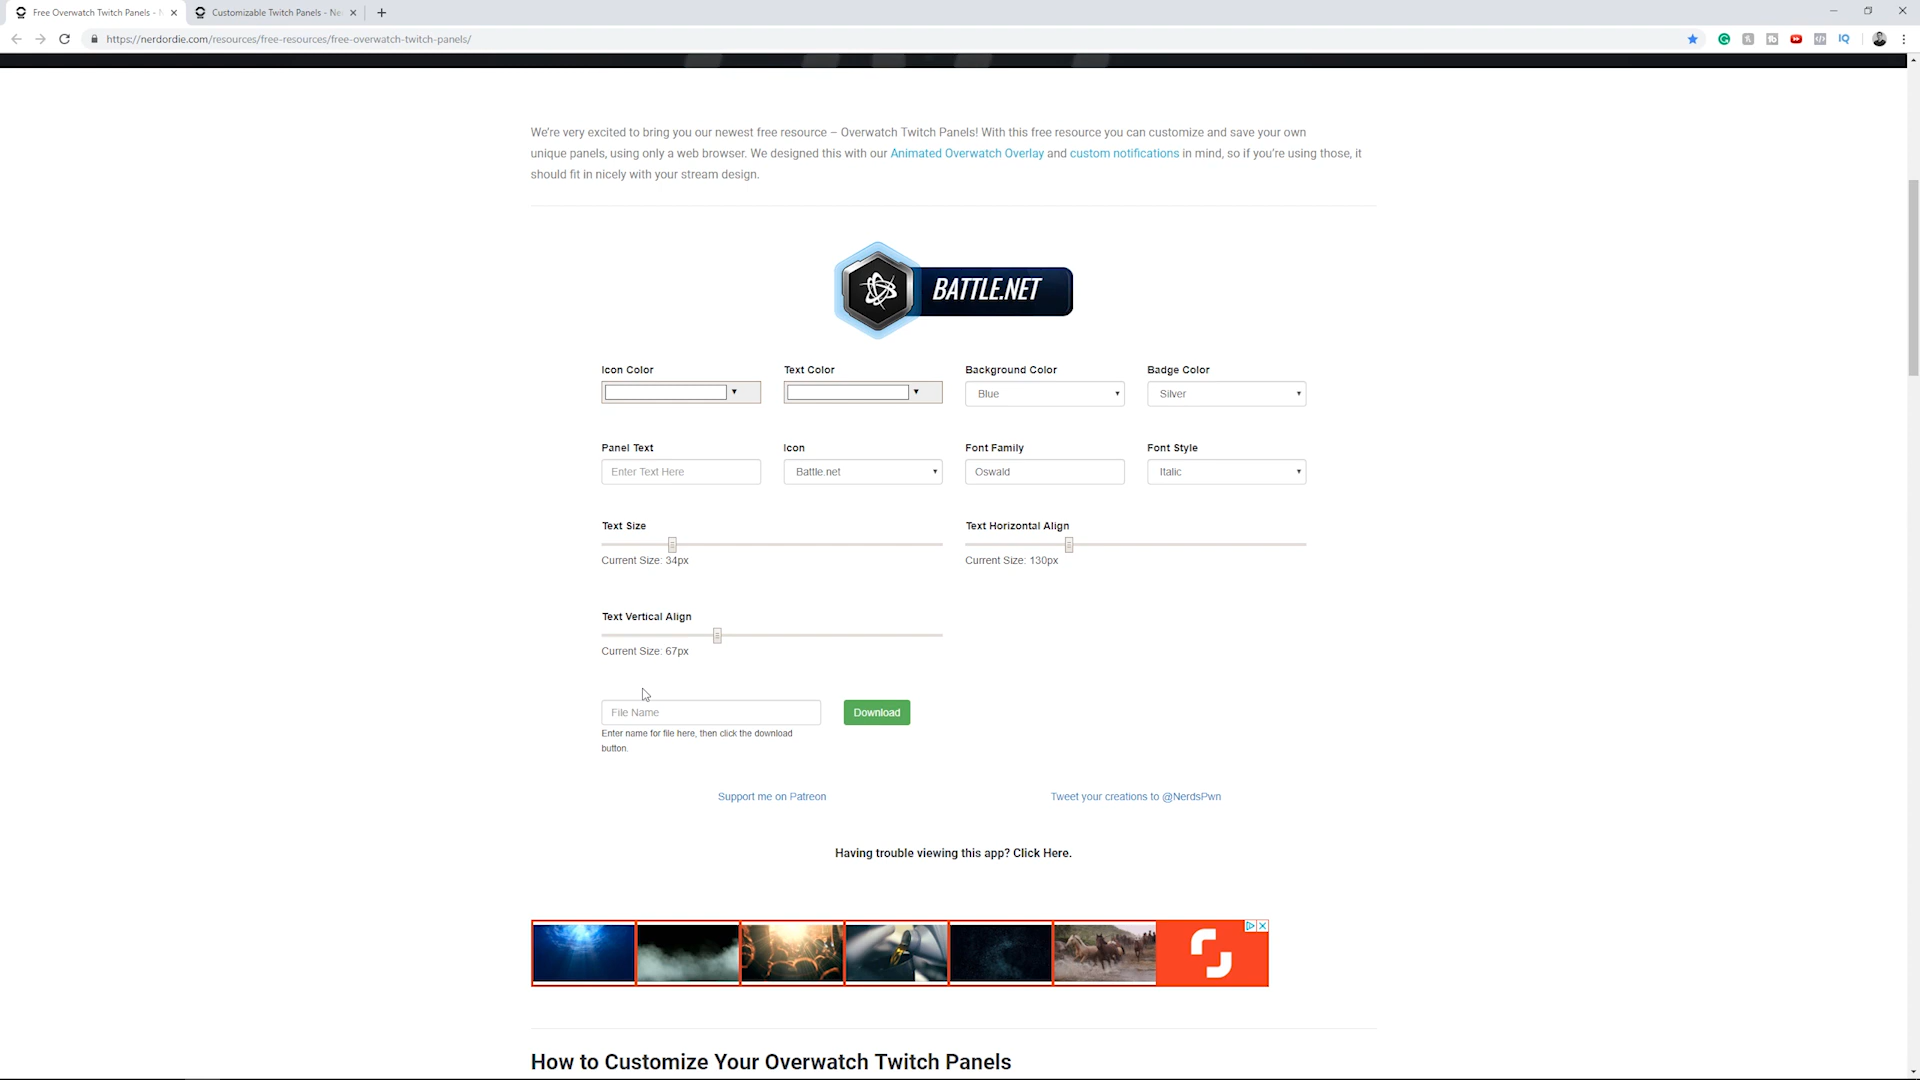 Free Overwatch Twitch Panels - N
Customizable Twitch Panels - Ne
https://nerdordie.com/resources/free-resources/free-overwatch-twitch-panels/
IQ
We're very excited to bring you our newest free resource – Overwatch Twitch Panels! With this free resource you can customize and save your own
unique panels, using only a web browser. We designed this with our Animated Overwatch Overlay and custom notifications in mind, so if you're using those, it
should fit in nicely with your stream design.
BATTLE.NET
Icon Color
Text Color
Background Color
Badge Color
Blue
Silver
Panel Text
Icon
Font Family
Font Style
Enter Text Here
Battle.net
Oswald
Italic
Text Size
Text Horizontal Align
Current Size: 34px
Current Size: 130px
Text Vertical Align
Current Size: 67px
File Name
Download
Enter name for file here, then click the download
button.
Support me on Patreon
Tweet your creations to @NerdsPwn
Having trouble viewing this app? Click Here.
How to Customize Your Overwatch Twitch Panels